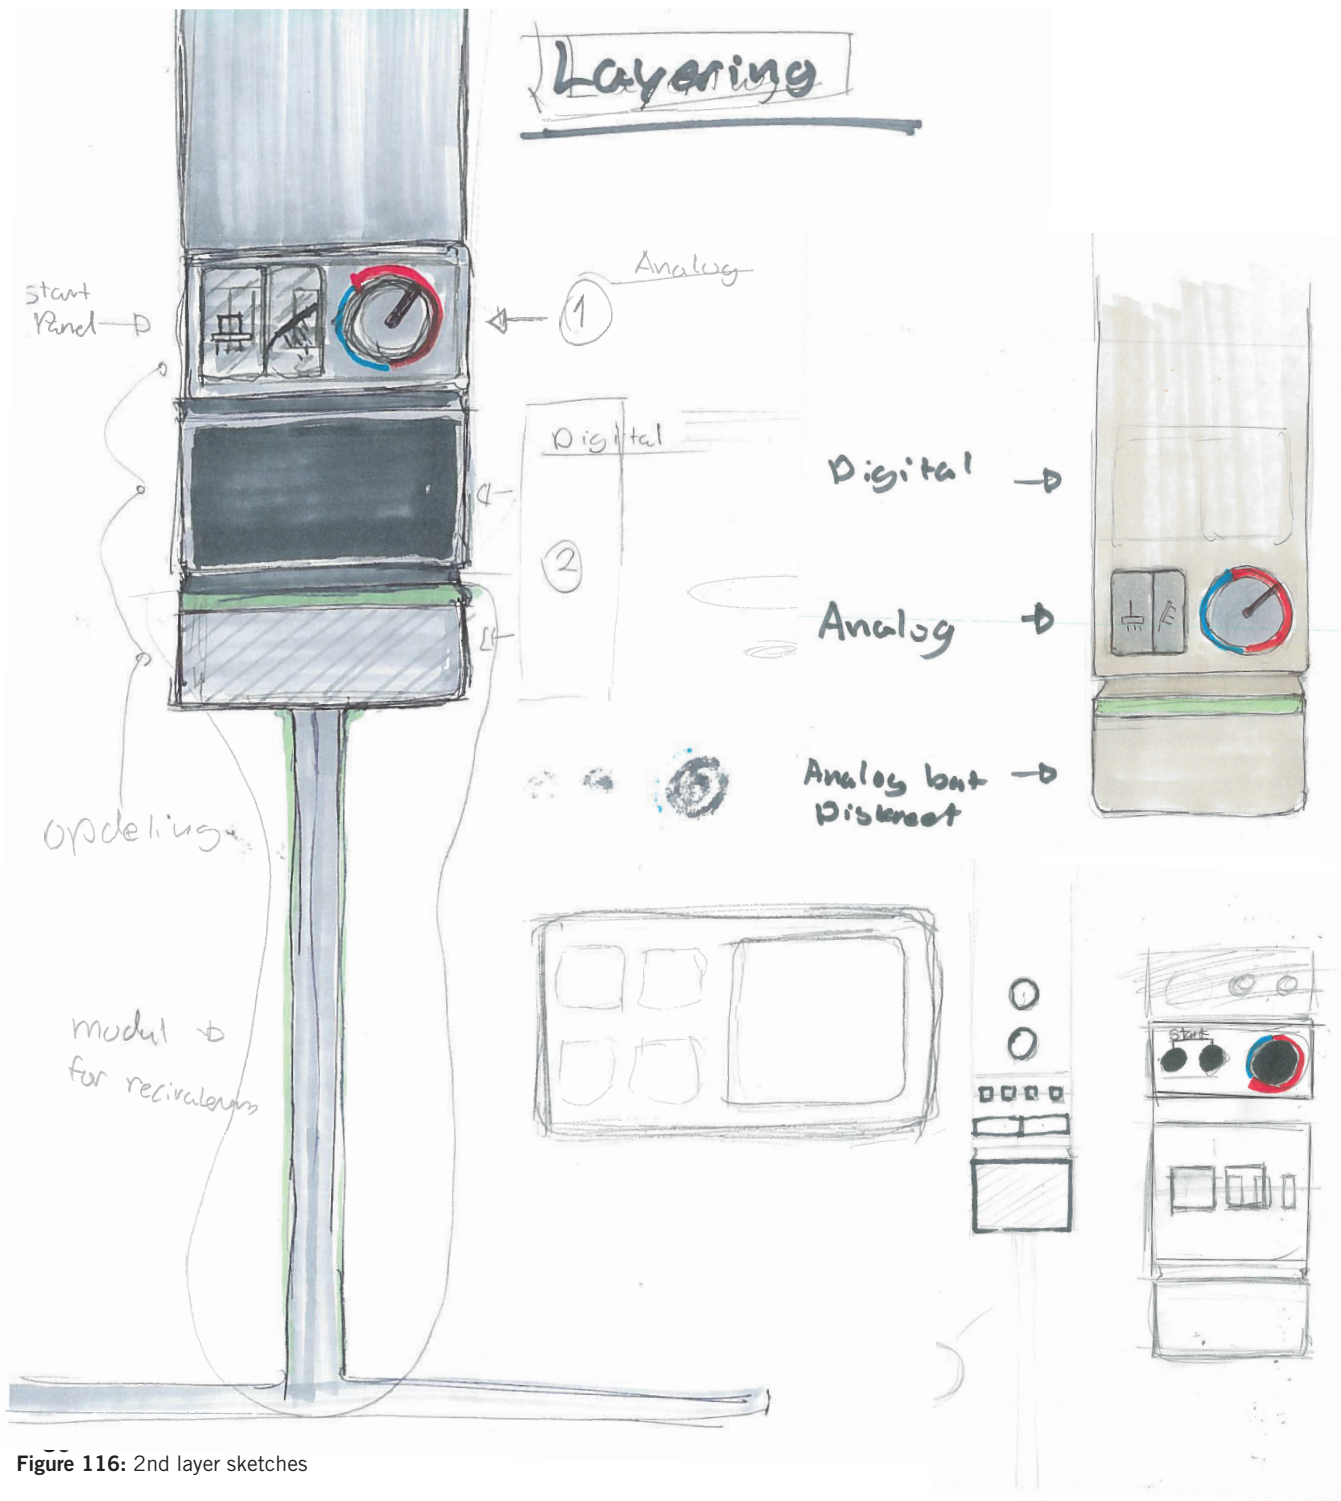 Layering
Analog
Start
Panel
1
Digital
2
Digital
Analog
Analog but
Diskreet
opdeling
modul
for
Start
Figure 116: 2nd layer sketches